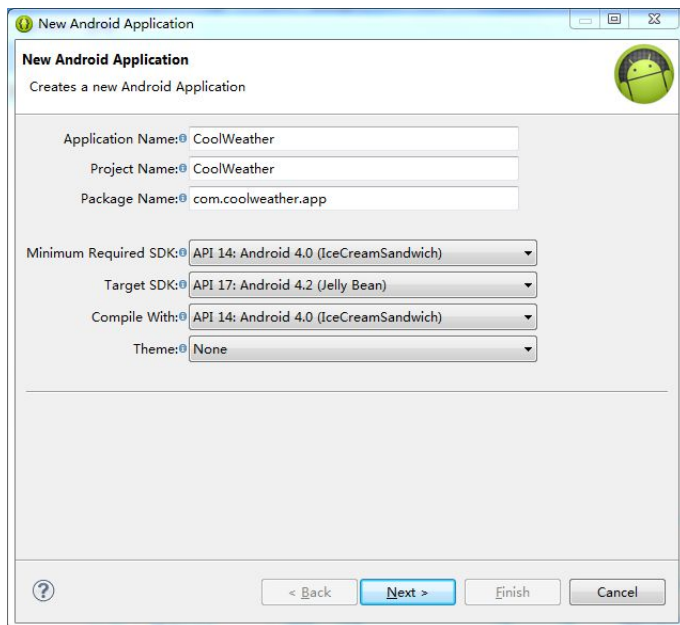 New Android Application
New Android Application
Creates a new Android Application
Application Name: CoolWeather
Project Name: CoolWeather
Package Name: com.coolweather.app
Minimum Required SDK: API 14: Android 4.0 (IceCreamSandwich)
Target SDK: API 17: Android 4.2 (Jelly Bean)
Compile With: API 14: Android 4.0 (IceCreamSandwich)
Theme: None
? < Back Next > Finish Cancel